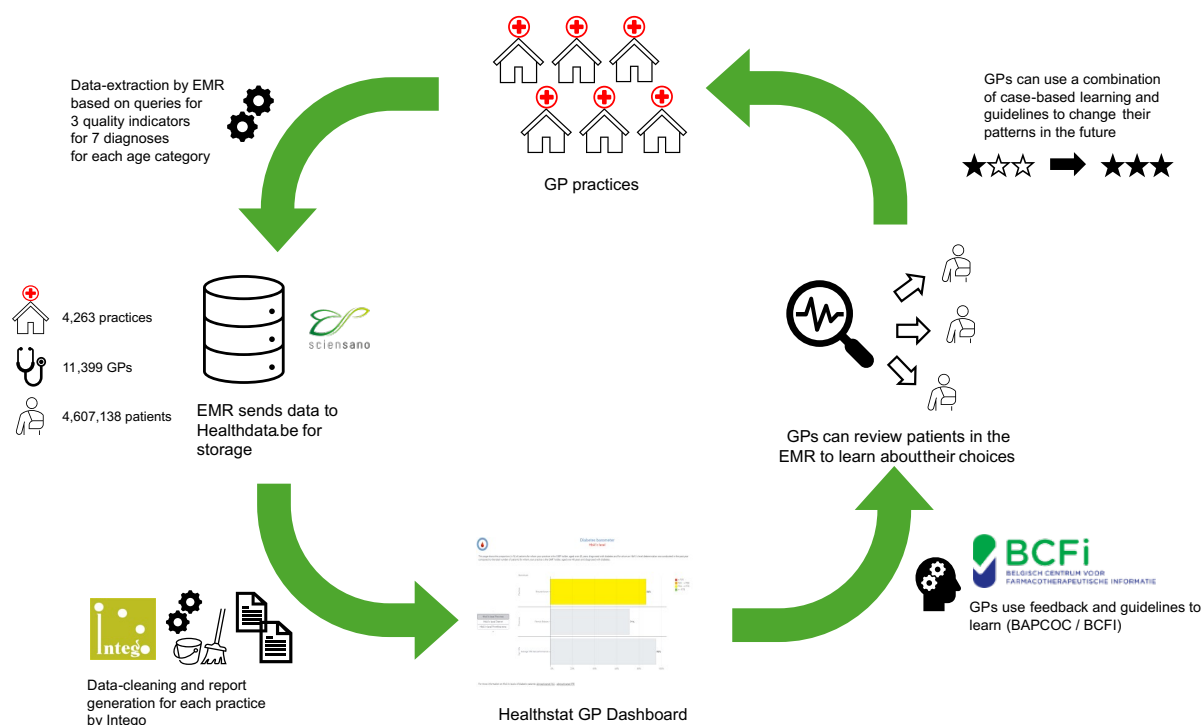 Data-extraction by EMR
based on queries for
3 quality indicators
for 7 diagnoses
for each age category
GP practices
GPs can use a combination
of case-based learning and
guidelines to change their
patterns in the future
4,263 practices
11,399 GPs
4,607,138 patients
sciensano
EMR sends data to
Healthdata.be for
storage
GPs can review patients in the
EMR to learn abouttheir choices
BCFi
BELGISCH CENTRUM VOOR
FARMACOTHERAPEUTISCHE INFORMATIE
GPs use feedback and guidelines to
learn (BAPCOC / BCFI)
Intego
Data-cleaning and report
generation for each practice
by Intego
Healthstat GP Dashboard